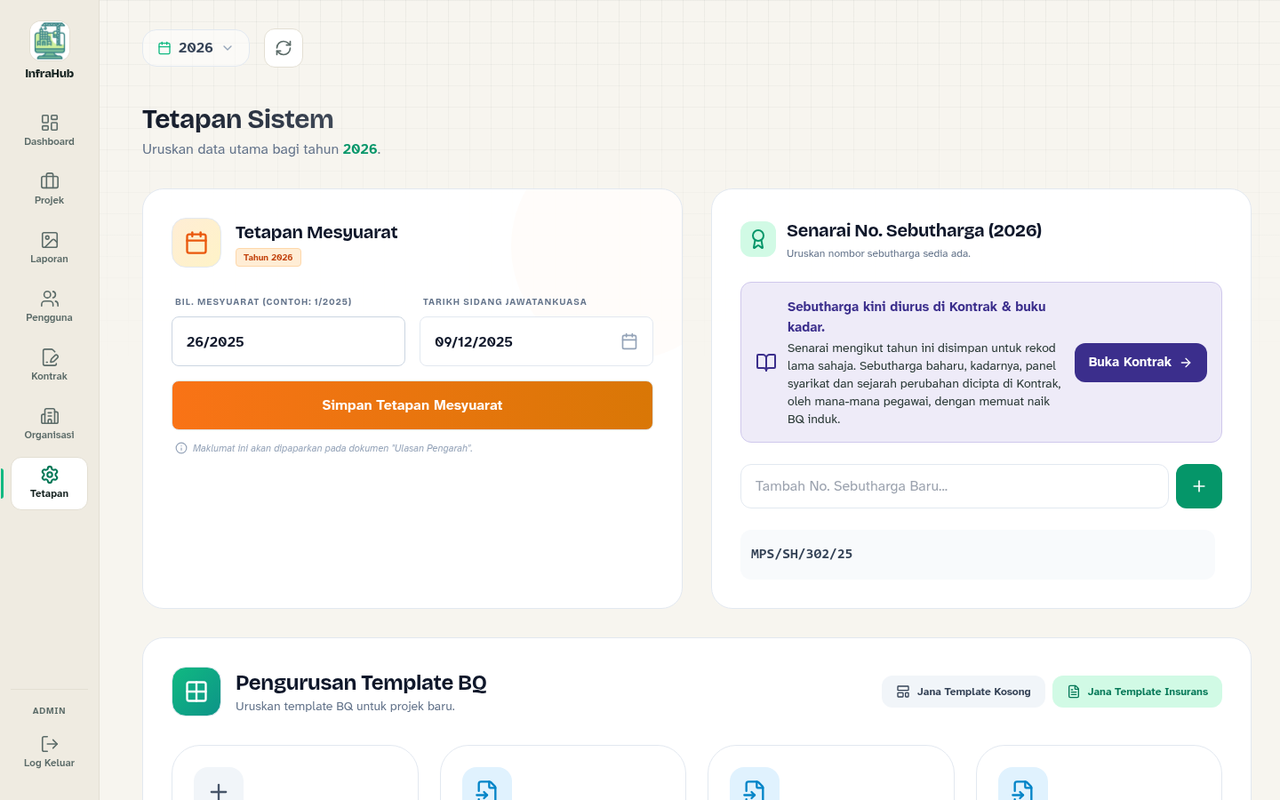 InfraHub
Dashboard
Projek
Laporan
Pengguna
Kontrak
Organisasi
Tetapan
ADMIN
Log Keluar
2026
Tetapan Sistem
Uruskan data utama bagi tahun 2026.
Tetapan Mesyuarat
Tahun 2026
BIL. MESYUARAT (CONTOH: 1/2025)
TARIKH SIDANG JAWATANKUASA
26/2025
09/12/2025
Simpan Tetapan Mesyuarat
Maklumat ini akan dipaparkan pada dokumen "Ulasan Pengarah".
Senarai No. Sebutharga (2026)
Uruskan nombor sebutharga sedia ada.
Sebutharga kini diurus di Kontrak & buku
kadar.
Senarai mengikut tahun ini disimpan untuk rekod
lama sahaja. Sebutharga baharu, kadarnya, panel
syarikat dan sejarah perubahan dicipta di Kontrak,
oleh mana-mana pegawai, dengan memuat naik
BQ induk.
Buka Kontrak
Tambah No. Sebutharga Baru...
MPS/SH/302/25
Pengurusan Template BQ
Uruskan template BQ untuk projek baru.
Jana Template Kosong
Jana Template Insurans